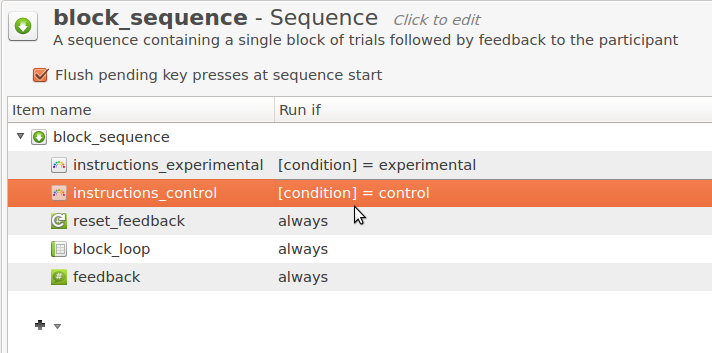 block_sequence - Sequence Click to edit
A sequence containing a single block of trials followed by feedback to the participant
Flush pending key presses at sequence start
Item name Run if
block_sequence
instructions_experimental [condition] = experimental
instructions_control [condition] = control
reset_feedback always
block_loop always
feedback always